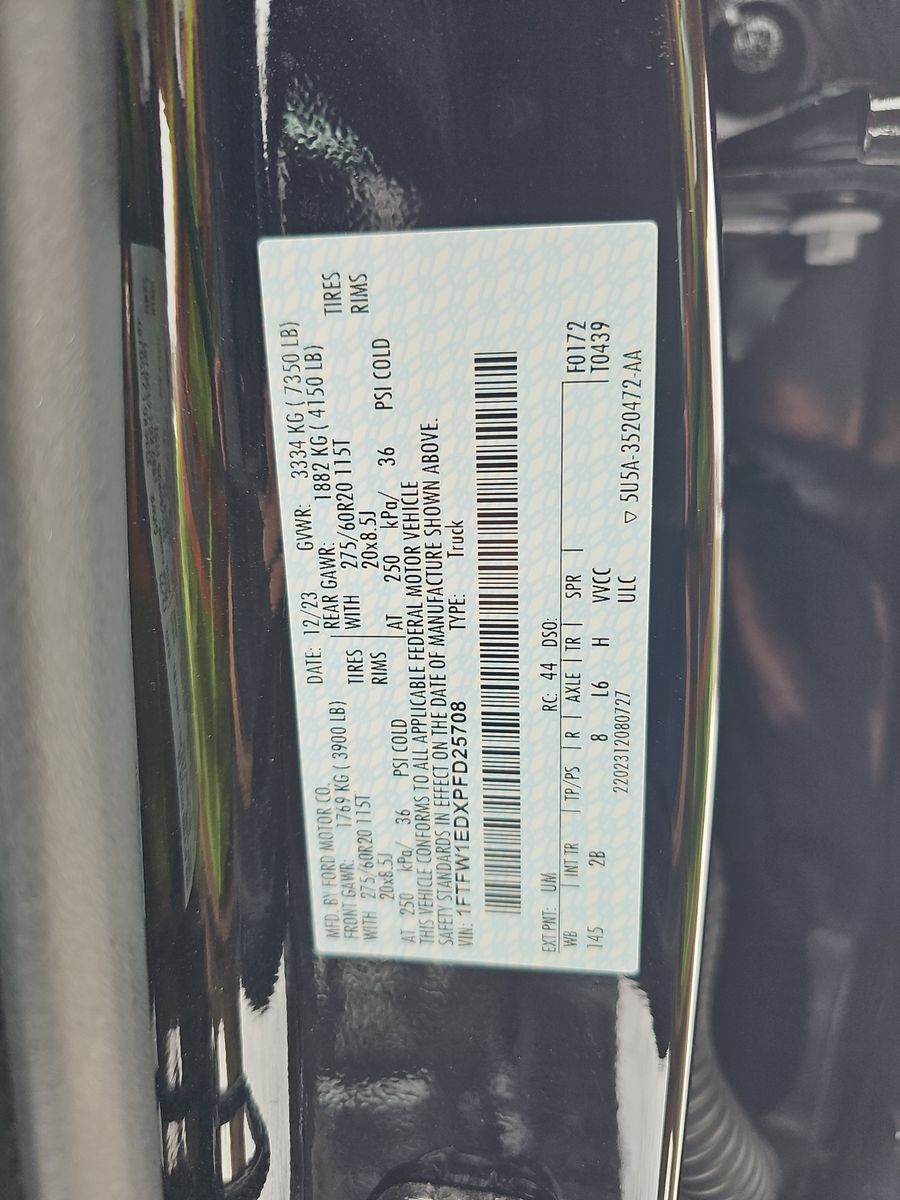 MFD. BY FORD MOTOR CO. DATE: 12/23 GVWR: 3334 KG ( 7350 LB)
FRONT GAWR: 1769 KG ( 3900 LB) REAR GAWR: 1882 KG ( 4150 LB)
WITH 275/60R20 115T TIRES WITH 275/60R20 115T TIRES
20x8.5J RIMS 20x8.5J RIMS
AT 250 kPa/ 36 PSI COLD AT 250 kPa/ 36 PSI COLD
THIS VEHICLE CONFORMS TO ALL APPLICABLE FEDERAL MOTOR VEHICLE
SAFETY STANDARDS IN EFFECT ON THE DATE OF MANUFACTURE SHOWN ABOVE.
VIN: 1FTFW1EDXPFD25708 TYPE: Truck
EXT PNT: UM RC: 44 DSO:
WB | INT TR | TP/PS | R | AXLE | TR | SPR | F0172
145 2B 8 L6 H VVCC T0439
2202312080727 ULC
▽ 5U5A-3520472-AA